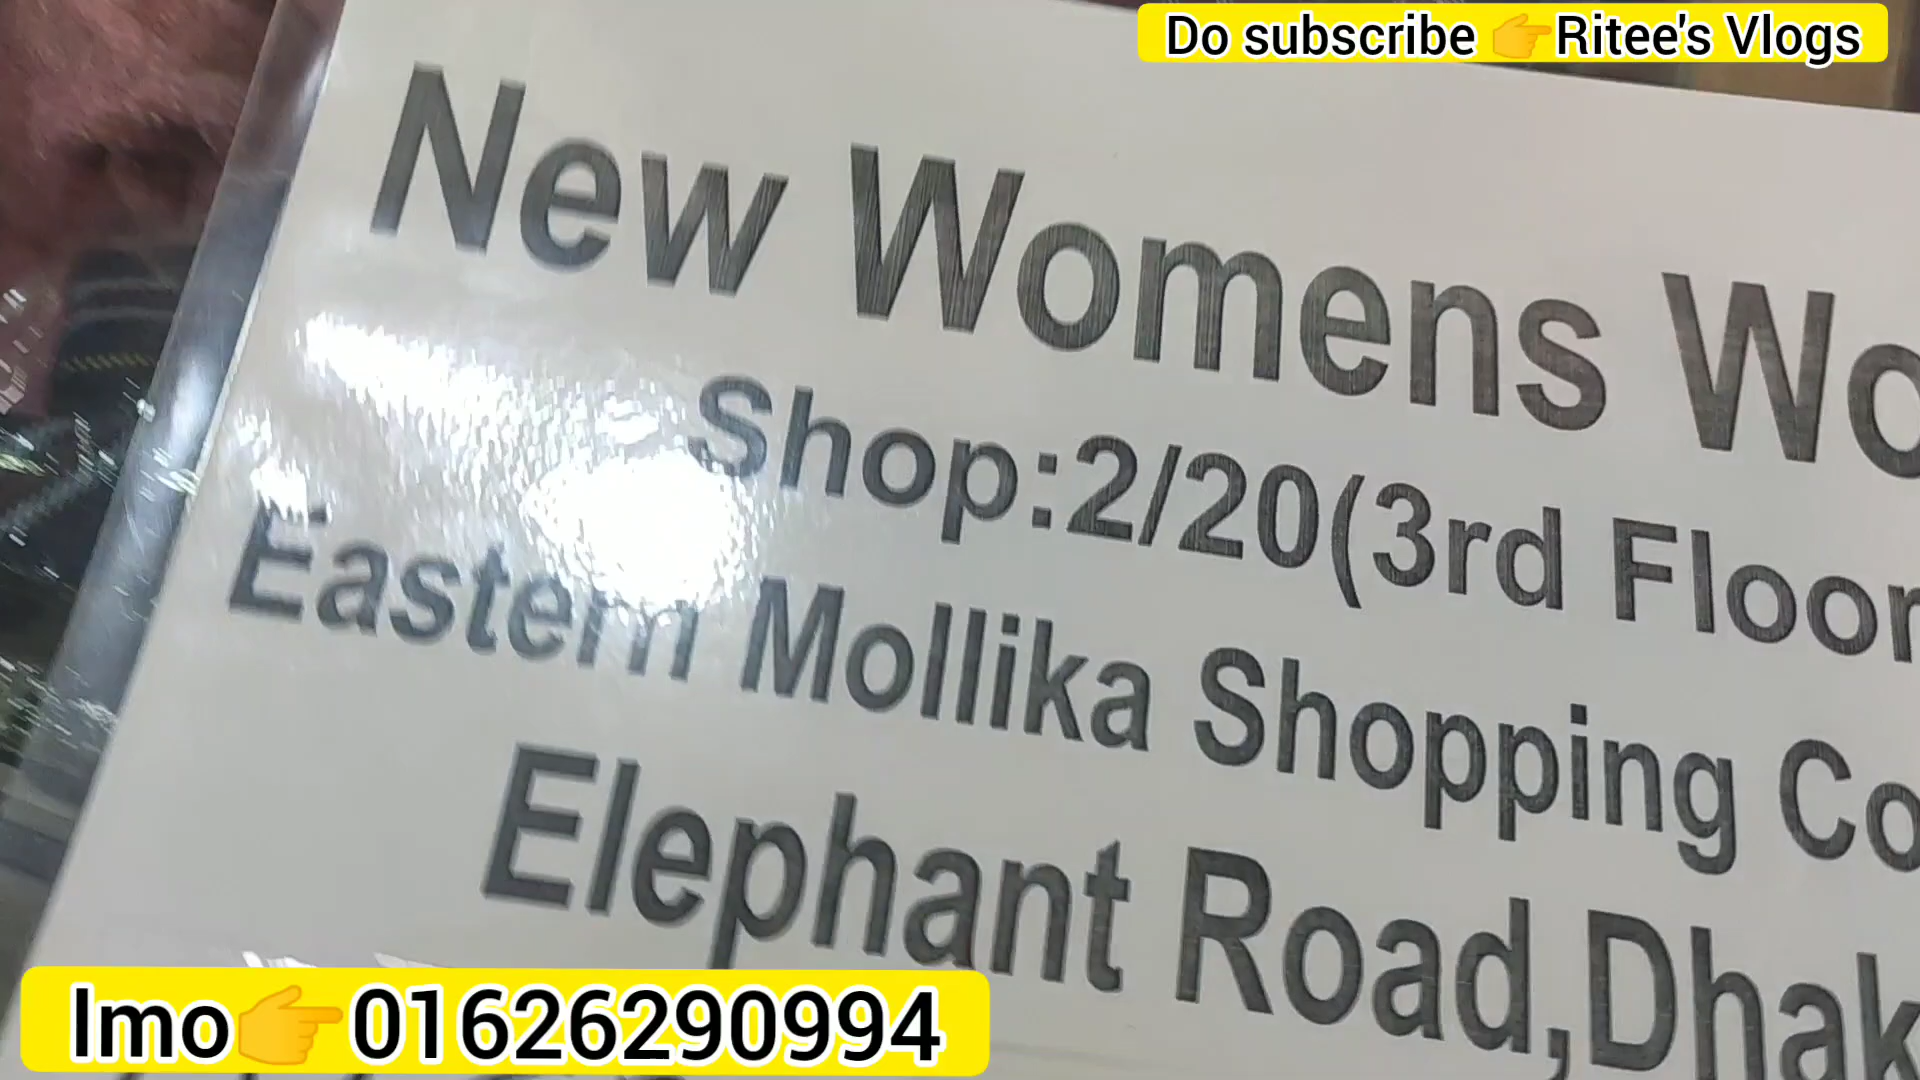 Do subscribe 👉Ritee's Vlogs
New Womens Wo
Shop:2/20(3rd Floor
Eastern Mollika Shopping Co
Elephant Road,Dhak
Imo👉01626290994